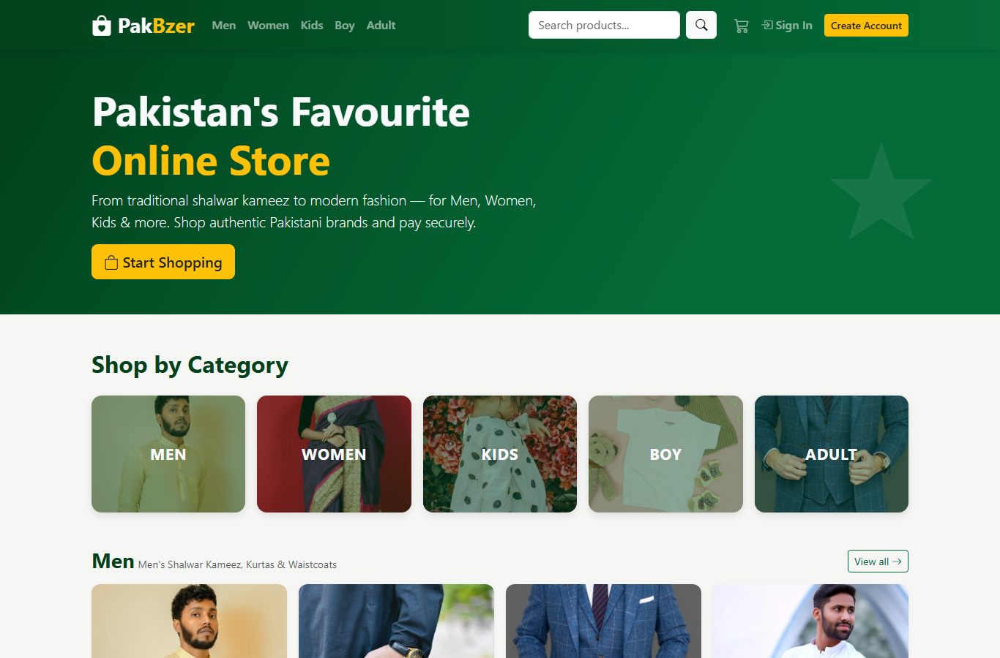 PakBzer
Men Women Kids Boy Adult
Search products...
Sign In
Create Account
Pakistan's Favourite
Online Store
From traditional shalwar kameez to modern fashion — for Men, Women,
Kids & more. Shop authentic Pakistani brands and pay securely.
Start Shopping
Shop by Category
MEN
WOMEN
KIDS
BOY
ADULT
Men Men's Shalwar Kameez, Kurtas & Waistcoats
View all →